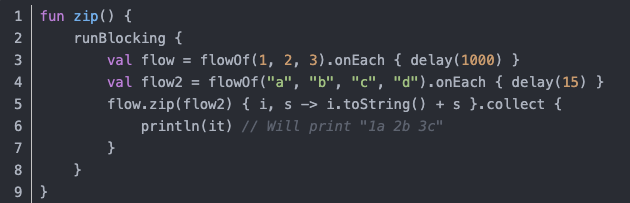 1 fun zip() {
2     runBlocking {
3         val flow = flowOf(1, 2, 3).onEach { delay(1000) }
4         val flow2 = flowOf("a", "b", "c", "d").onEach { delay(15) }
5         flow.zip(flow2) { i, s -> i.toString() + s }.collect {
6             println(it) // Will print "1a 2b 3c"
7         }
8     }
9 }